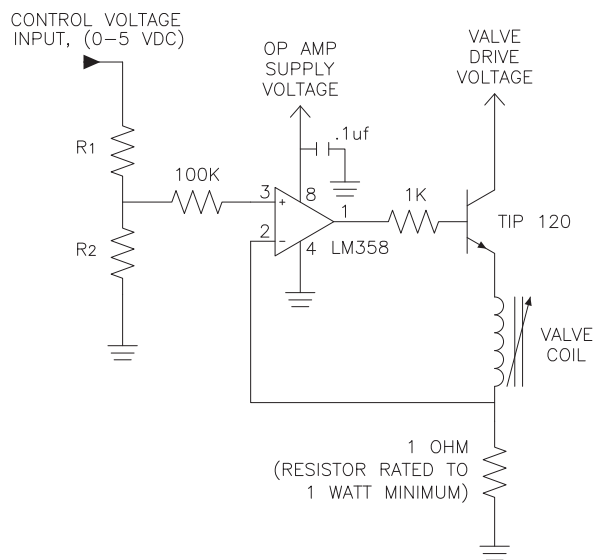 CONTROL VOLTAGE
INPUT, (0-5 VDC)
OP AMP
SUPPLY
VOLTAGE
VALVE
DRIVE
VOLTAGE
.1uf
R1
100K
3
+
8
1
1K
TIP 120
2
-
4
LM358
R2
VALVE
COIL
1 OHM
(RESISTOR RATED TO
1 WATT MINIMUM)